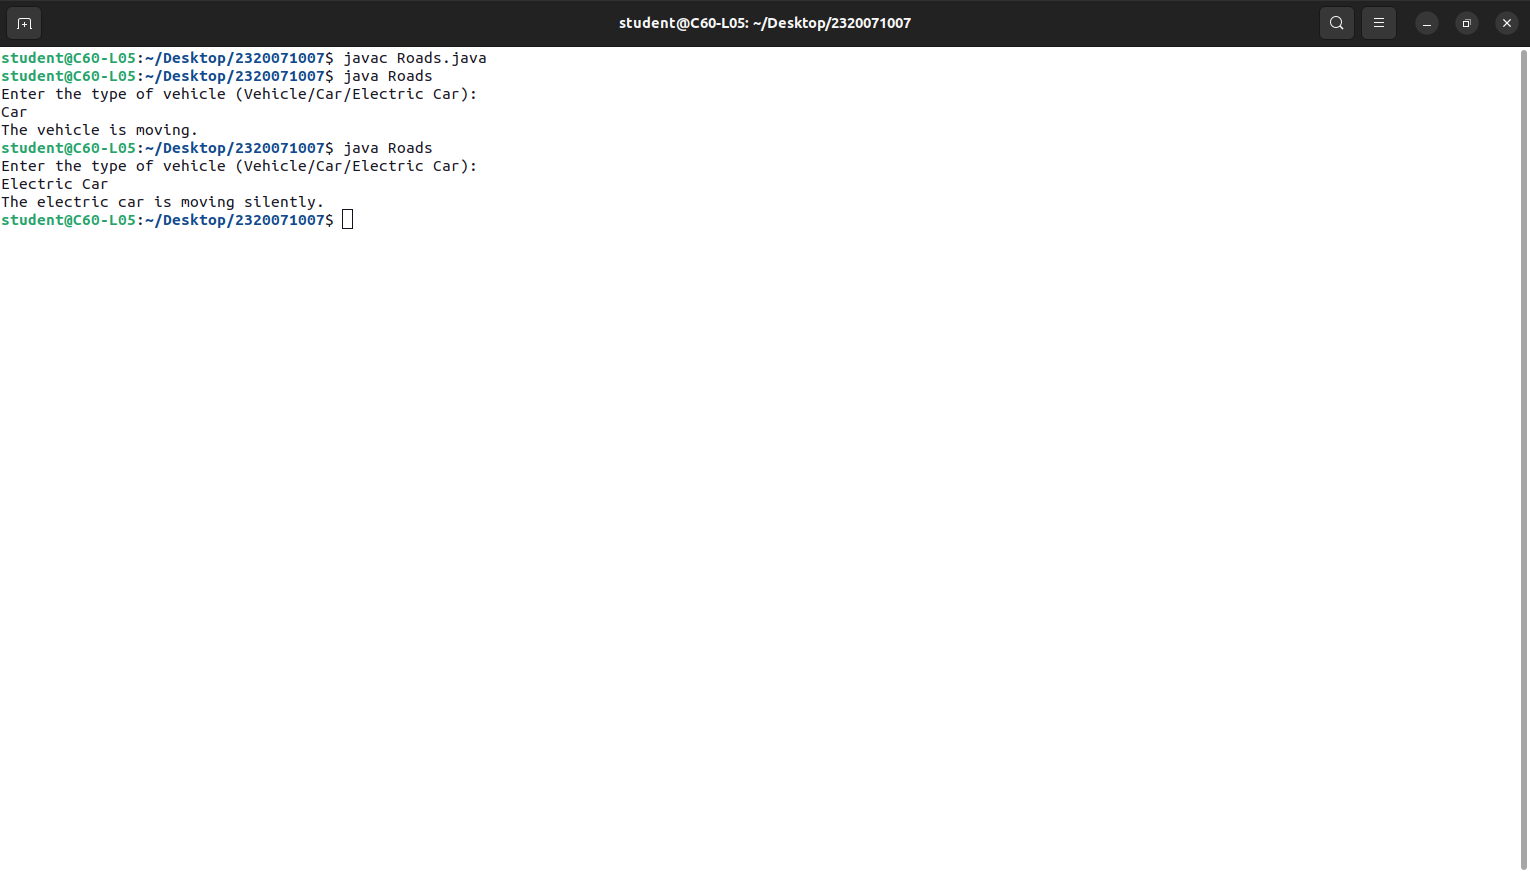 student@C60-L05: ~/Desktop/2320071007
student@C60-L05:~/Desktop/2320071007$ javac Roads.java
student@C60-L05:~/Desktop/2320071007$ java Roads
Enter the type of vehicle (Vehicle/Car/Electric Car):
Car
The vehicle is moving.
student@C60-L05:~/Desktop/2320071007$ java Roads
Enter the type of vehicle (Vehicle/Car/Electric Car):
Electric Car
The electric car is moving silently.
student@C60-L05:~/Desktop/2320071007$